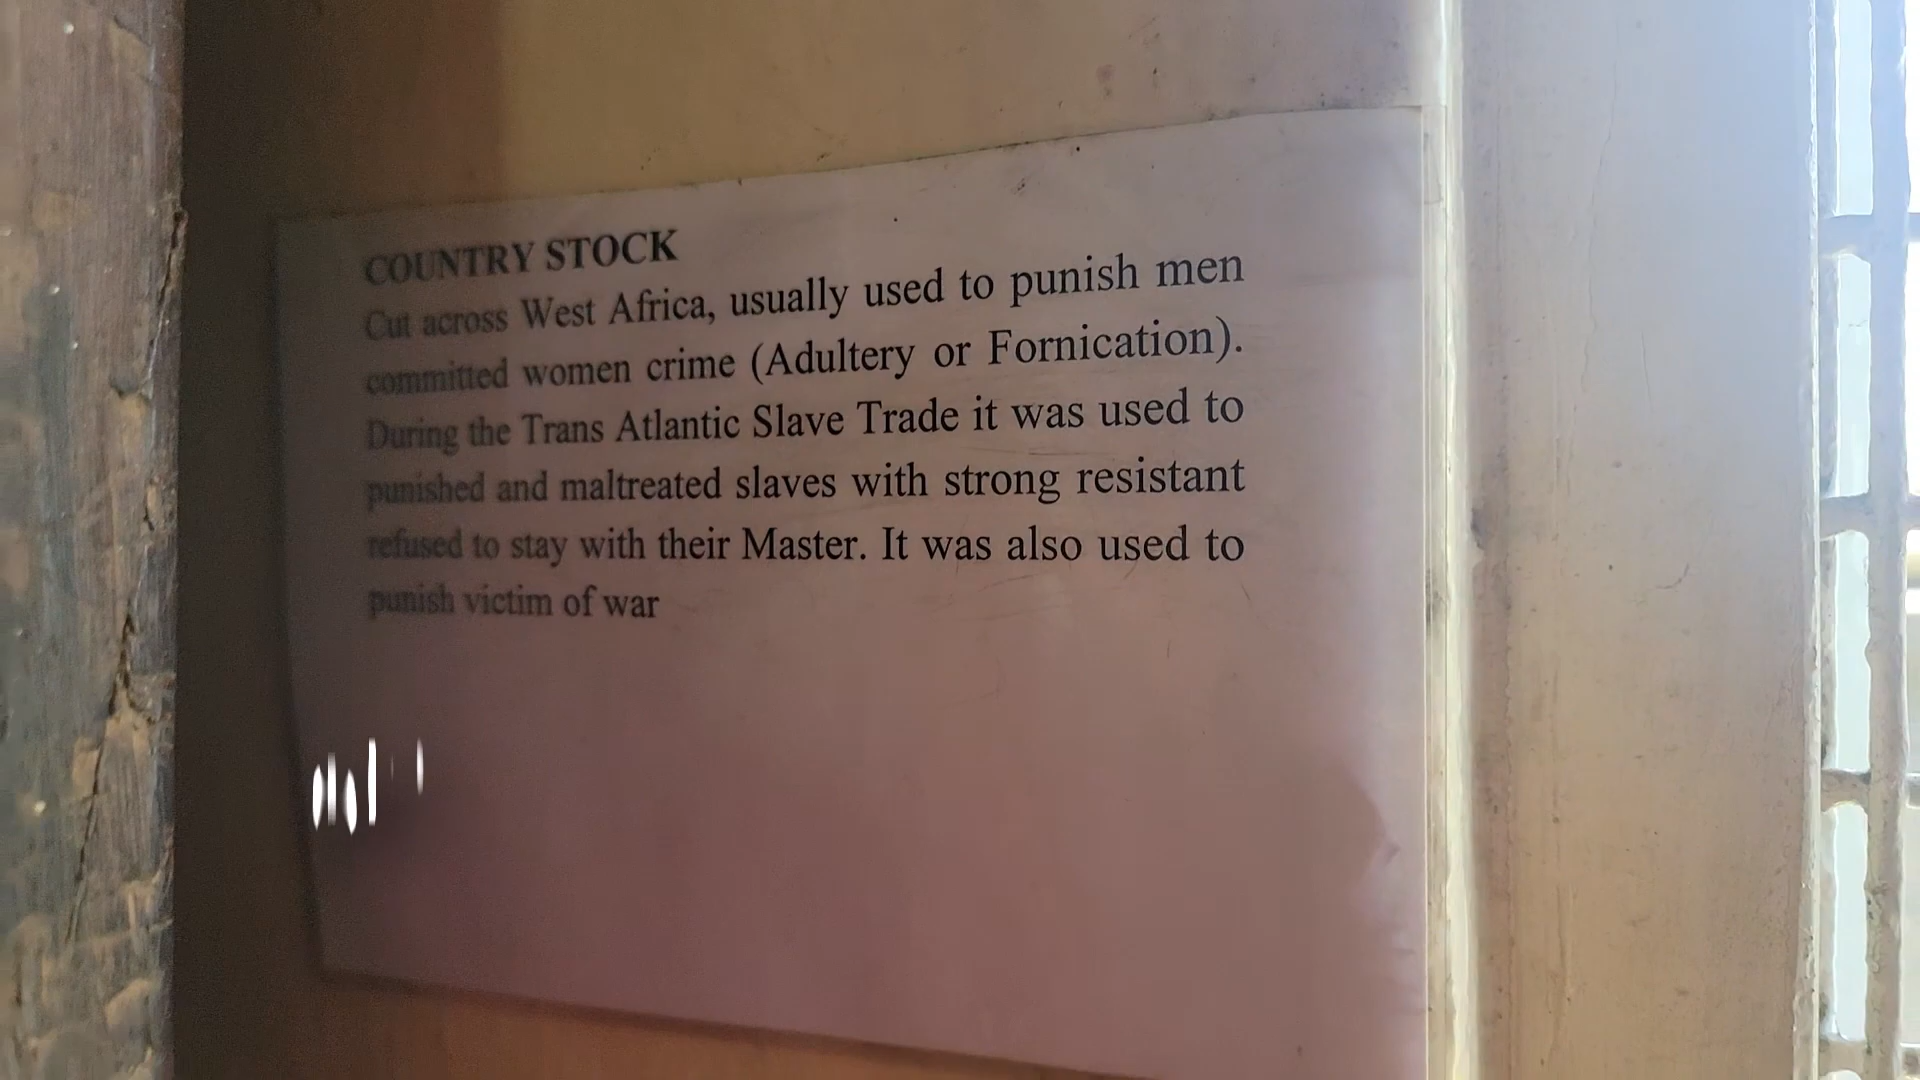 COUNTRY STOCK
Cut across West Africa, usually used to punish men
committed women crime (Adultery or Fornication).
During the Trans Atlantic Slave Trade it was used to
punished and maltreated slaves with strong resistant
refused to stay with their Master. It was also used to
punish victim of war